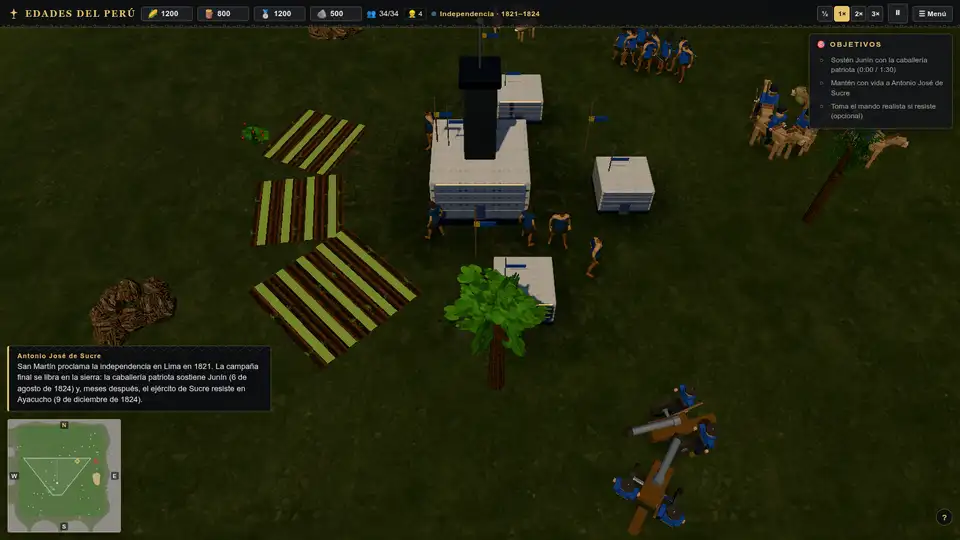 EDADES DEL PERÚ
1200
800
1200
500
34/34
4
Independencia · 1821–1824
½
1×
2×
3×
⏸
☰ Menú
OBJETIVOS
Sostén Junín con la caballería
patriota (0:00 / 1:30)
Mantén con vida a Antonio José de
Sucre
Toma el mando realista si resiste
(opcional)
Antonio José de Sucre
San Martín proclama la independencia en Lima en 1821. La campaña
final se libra en la sierra: la caballería patriota sostiene Junín (6 de
agosto de 1824) y, meses después, el ejército de Sucre resiste en
Ayacucho (9 de diciembre de 1824).
N
W
E
S
?